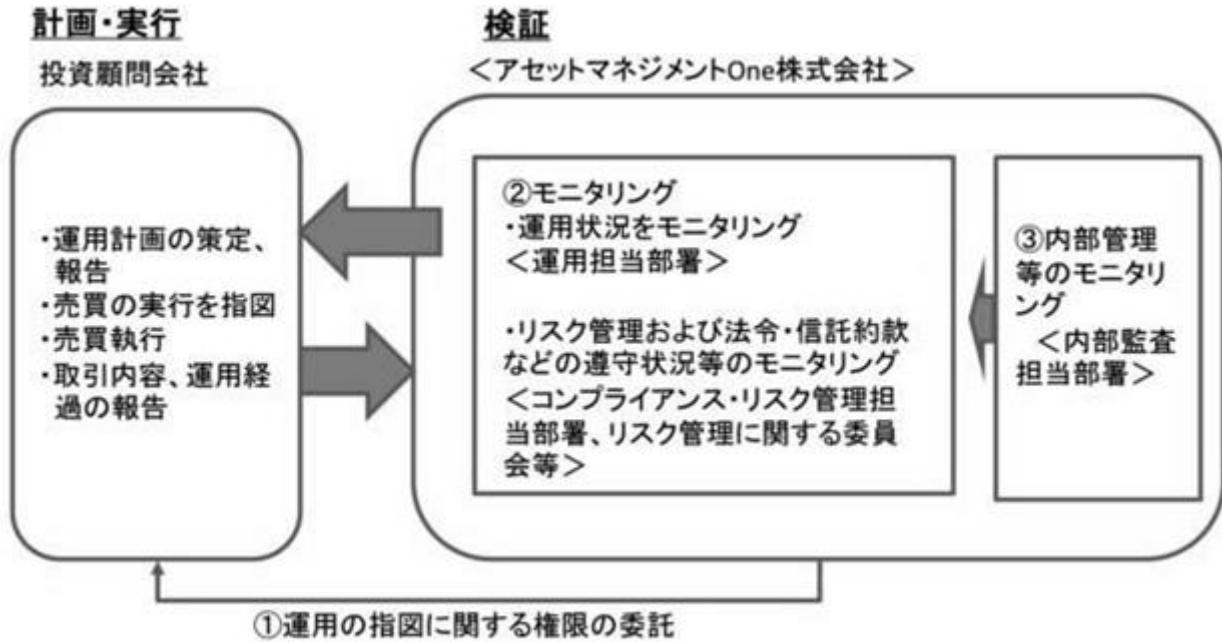 計画・実行
投資顧問会社
・運用計画の策定、
報告
・売買の実行を指図
・売買執行
・取引内容、運用経
過の報告
検証
＜アセットマネジメントOne株式会社＞
②モニタリング
・運用状況をモニタリング
＜運用担当部署＞
・リスク管理および法令・信託約款
などの遵守状況等のモニタリング
＜コンプライアンス・リスク管理担
当部署、リスク管理に関する委員
会等＞
③内部管理
等のモニタリ
ング
＜内部監査
担当部署＞
①運用の指図に関する権限の委託